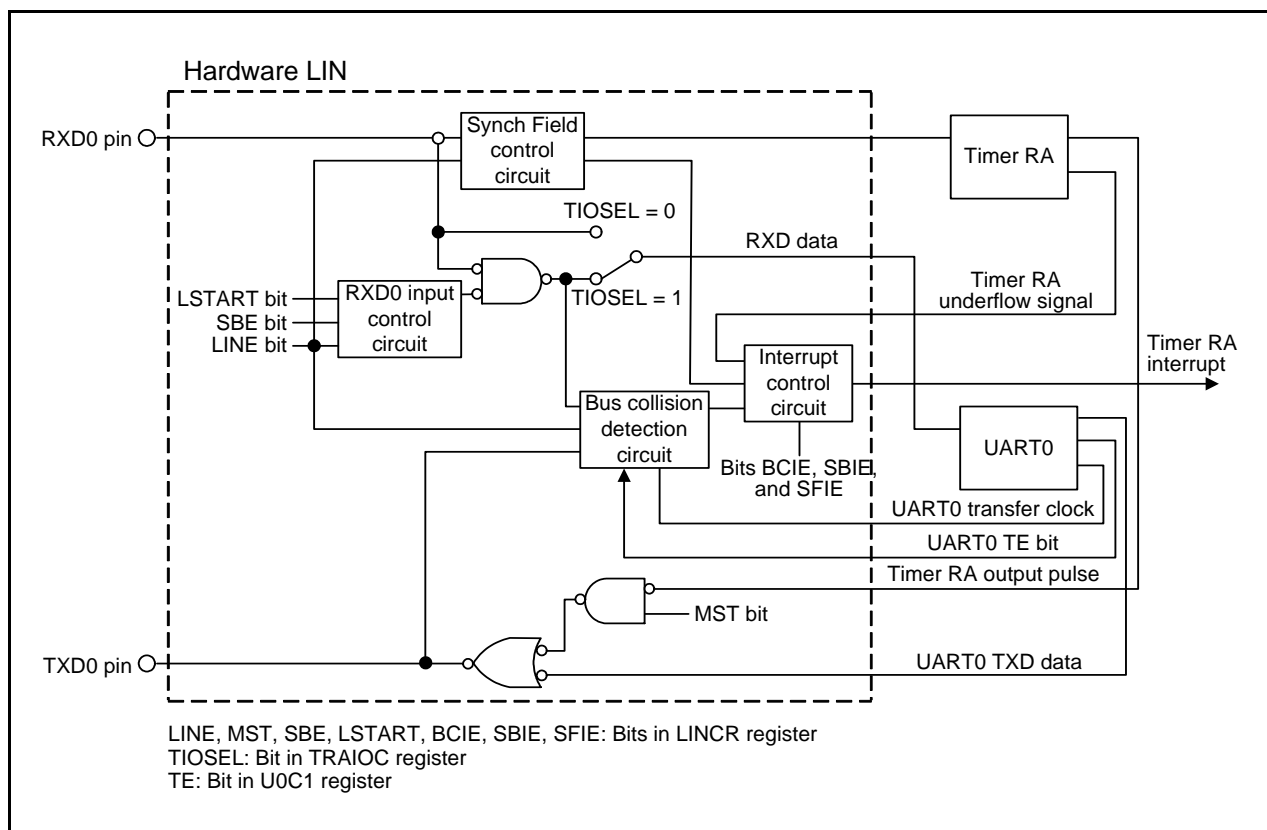 Hardware LIN
RXD0 pin
Synch Field
control
circuit
Timer RA
TIOSEL = 0
RXD data
LSTART bit
SBE bit
LINE bit
RXD0 input
control
circuit
TIOSEL = 1
Timer RA
underflow signal
Interrupt
control
circuit
Timer RA
interrupt
Bus collision
detection
circuit
Bits BCIE, SBIE,
and SFIE
UART0
UART0 transfer clock
UART0 TE bit
Timer RA output pulse
MST bit
TXD0 pin
UART0 TXD data
LINE, MST, SBE, LSTART, BCIE, SBIE, SFIE: Bits in LINCR register
TIOSEL: Bit in TRAIOC register
TE: Bit in U0C1 register